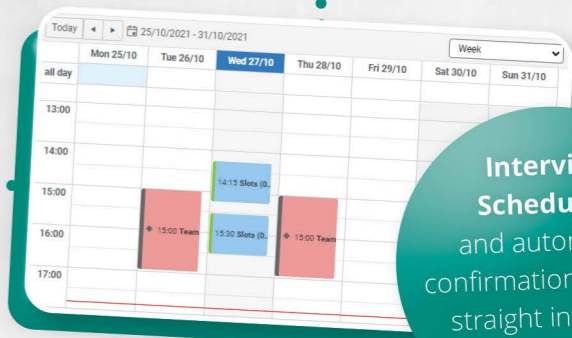 Today 25/10/2021 - 31/10/2021 Week
Mon 25/10 Tue 26/10 Wed 27/10 Thu 28/10 Fri 29/10 Sat 30/10 Sun 31/10
all day
13:00
14:00
14:15 Slots (0..
15:00
15:00 Team 15:30 Slots (0.. 15:00 Team
16:00
17:00
Intervi
Schedu
and autor
confirmation
straight in